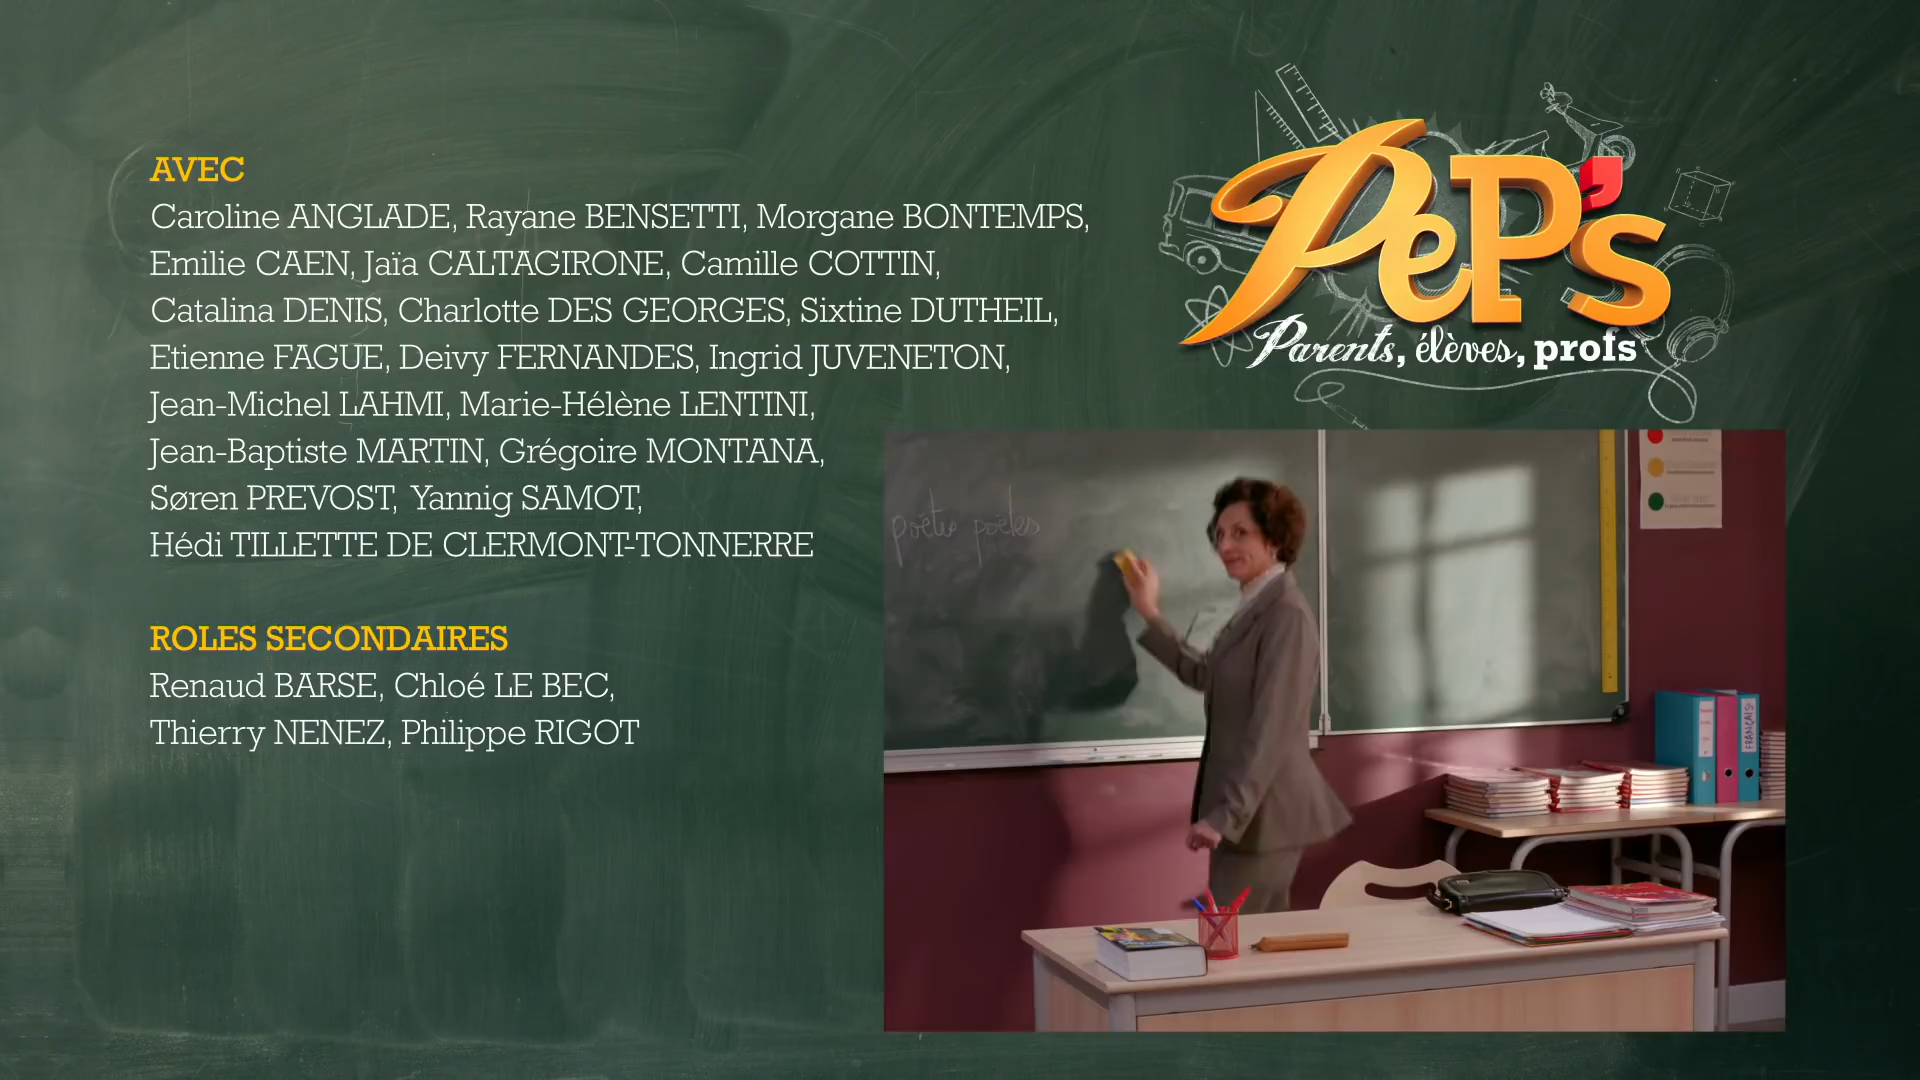 AVEC
Caroline ANGLADE, Rayane BENSETTI, Morgane BONTEMPS,
Emilie CAEN, Jaïa CALTAGIRONE, Camille COTTIN,
Catalina DENIS, Charlotte DES GEORGES, Sixtine DUTHEIL,
Etienne FAGUE, Deivy FERNANDES, Ingrid JUVENETON,
Jean-Michel LAHMI, Marie-Hélène LENTINI,
Jean-Baptiste MARTIN, Grégoire MONTANA,
Søren PREVOST, Yannig SAMOT,
Hédi TILLETTE DE CLERMONT-TONNERRE
ROLES SECONDAIRES
Renaud BARSE, Chloé LE BEC,
Thierry NENEZ, Philippe RIGOT
PeP's
Parents, élèves, profs
FRANÇAIS